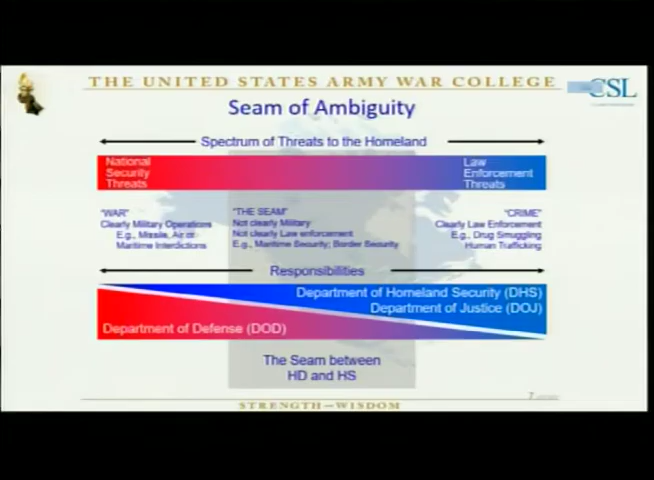 THE UNITED STATES ARMY WAR COLLEGE
CSL
Seam of Ambiguity
Spectrum of Threats to the Homeland
National
Security
Threats
Law
Enforcement
Threats
"WAR"
Clearly Military Operations
E.g., Missile, Air or
Maritime Interdictions
"THE SEAM"
Not clearly Military
Not clearly Law enforcement
E.g., Maritime Security; Border Security
"CRIME"
Clearly Law Enforcement
E.g., Drug Smuggling
Human Trafficking
Responsibilities
Department of Homeland Security (DHS)
Department of Justice (DOJ)
Department of Defense (DOD)
The Seam between
HD and HS
STRENGTH—WISDOM
7